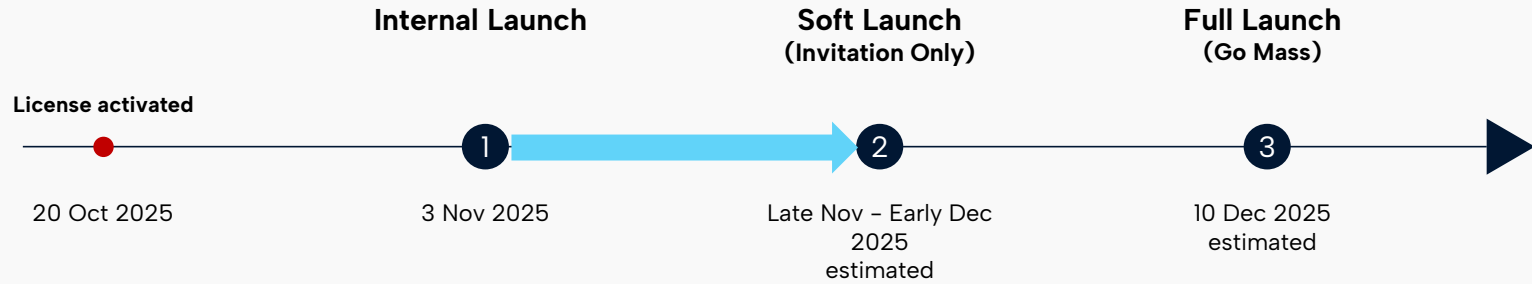 Internal Launch
Soft Launch
(Invitation Only)
Full Launch
(Go Mass)
License activated
1
2
3
20 Oct 2025
3 Nov 2025
Late Nov – Early Dec
2025
estimated
10 Dec 2025
estimated